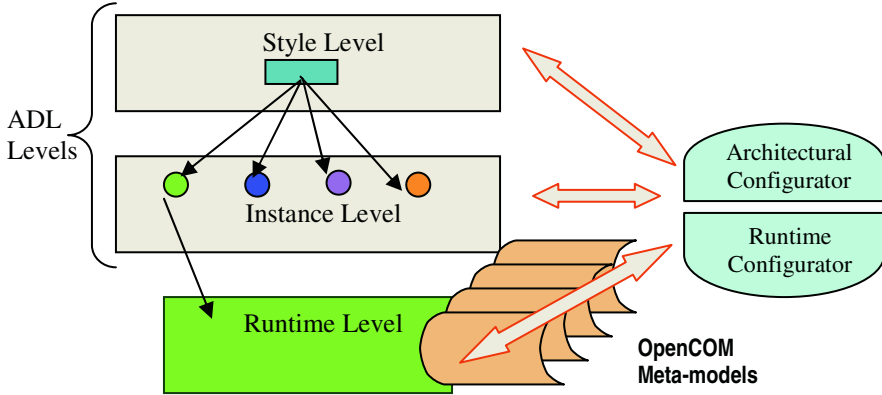 Style Level
ADL
Levels
Instance Level
Architectural
Configurator
Runtime
Configurator
Runtime Level
OpenCOM
Meta-models